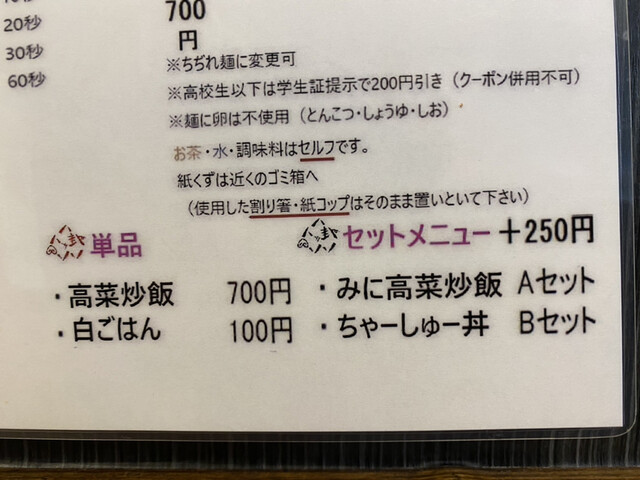 20秒
30秒
60秒
700
円
※ちぢれ麺に変更可
※高校生以下は学生証提示で200円引き（クーポン併用不可）
※麺に卵は不使用（とんこつ・しょうゆ・しお）
お茶・水・調味料はセルフです。
紙くずは近くのゴミ箱へ
（使用した割り箸・紙コップはそのまま置いといて下さい）
単品
・高菜炒飯 700円
・白ごはん 100円
セットメニュー ＋250円
・みに高菜炒飯 Aセット
・ちゃーしゅー丼 Bセット